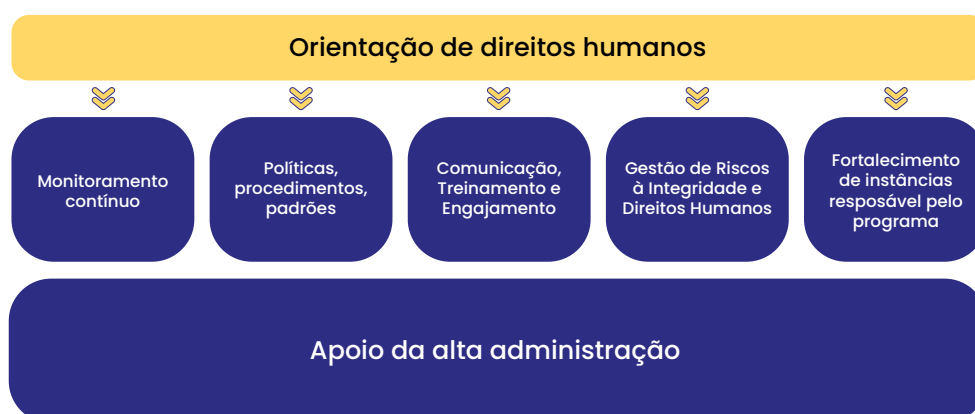 Orientação de direitos humanos
Monitoramento
contínuo
Políticas,
procedimentos,
padrões
Comunicação,
Treinamento e
Engajamento
Gestão de Riscos
à Integridade e
Direitos Humanos
Fortalecimento
de instâncias
resposável pelo
programa
Apoio da alta administração